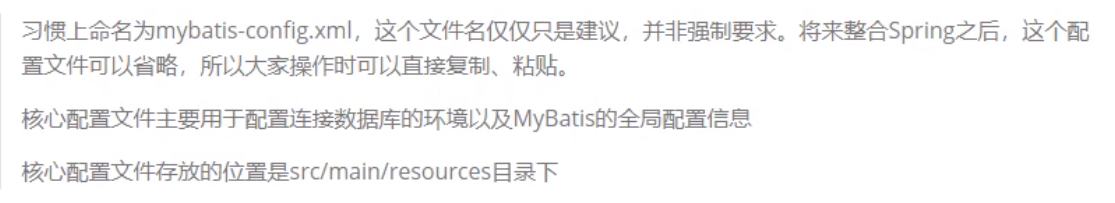 习惯上命名为mybatis-config.xml，这个文件名仅仅只是建议，并非强制要求。将来整合Spring之后，这个配
置文件可以省略，所以大家操作时可以直接复制、粘贴。
核心配置文件主要用于配置连接数据库的环境以及MyBatis的全局配置信息
核心配置文件存放的位置是src/main/resources目录下